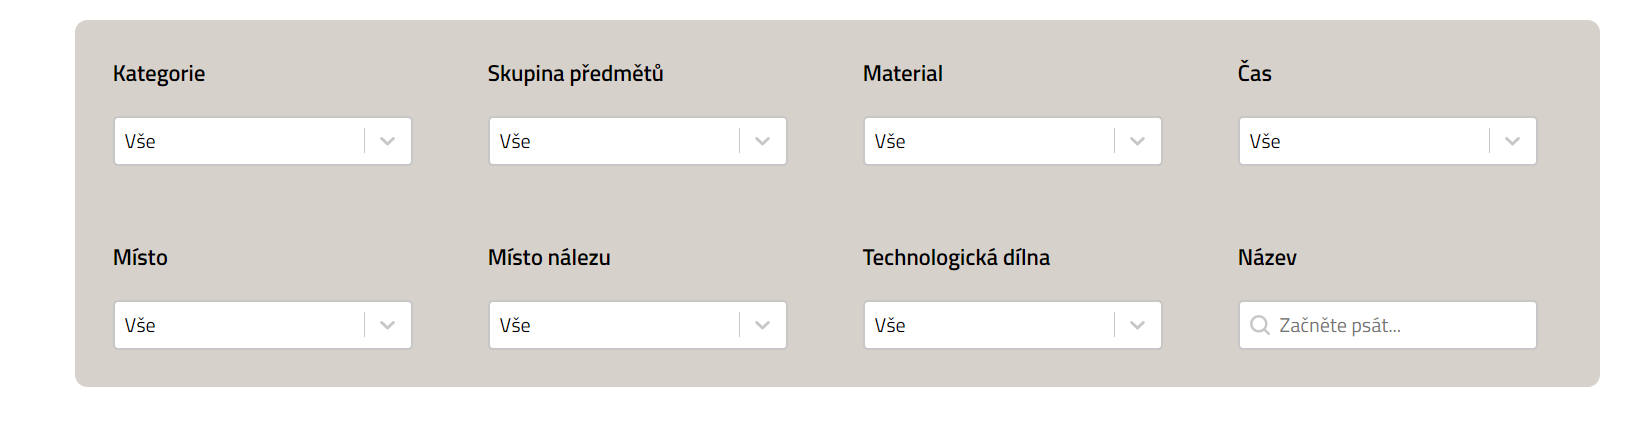 Kategorie
Skupina předmětů
Material
Čas
Vše
Vše
Vše
Vše
Místo
Místo nálezu
Technologická dílna
Název
Vše
Vše
Vše
Začněte psát...